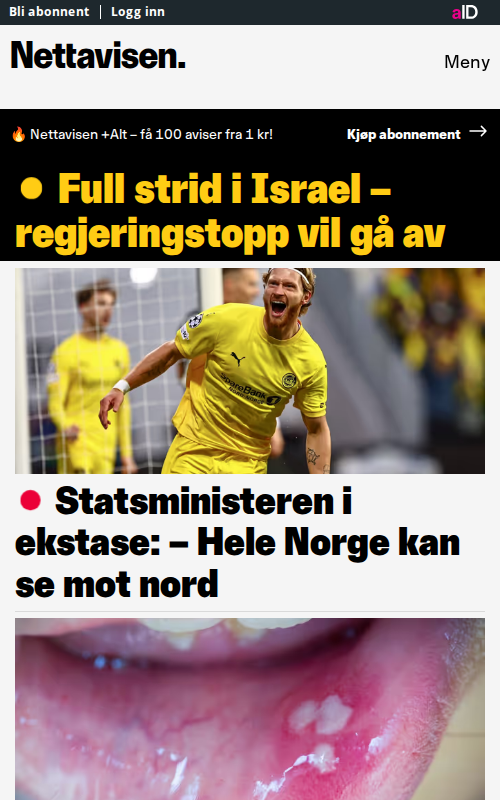 Bli abonnent | Logg inn
aID
Nettavisen.
Meny
🔥 Nettavisen +Alt – få 100 aviser fra 1 kr!
Kjøp abonnement →
Full strid i Israel –
regjeringstopp vil gå av
SpareBank 1
Statsministeren i
ekstase: – Hele Norge kan
se mot nord